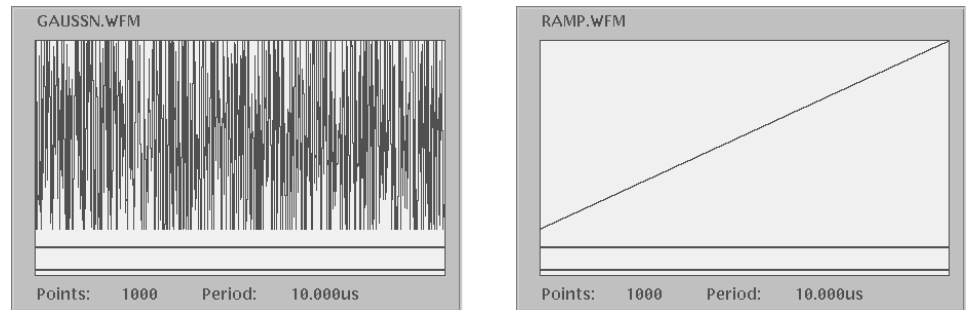 GAUSSN.WFM
Points: 1000 Period: 10.000us
RAMP.WFM
Points: 1000 Period: 10.000us